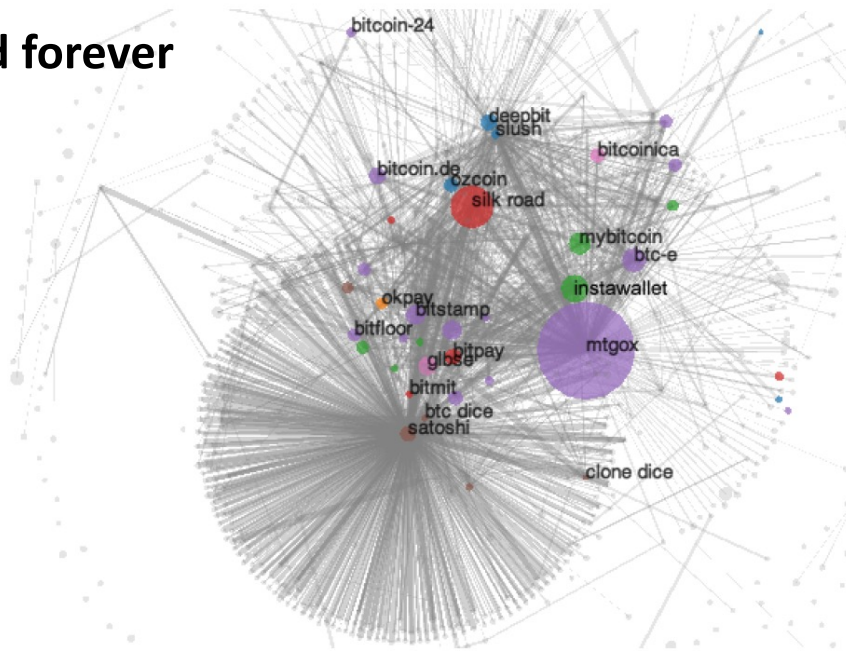 bitcoin-24
d forever
deepbit
slush
bitcoinica
bitcoin.de
ozcoin
silk road
mybitcoin
btc-e
instawallet
okpay
bitstamp
bitfloor
mtgox
bitpay
glbse
bitmit
btc dice
satoshi
clone dice